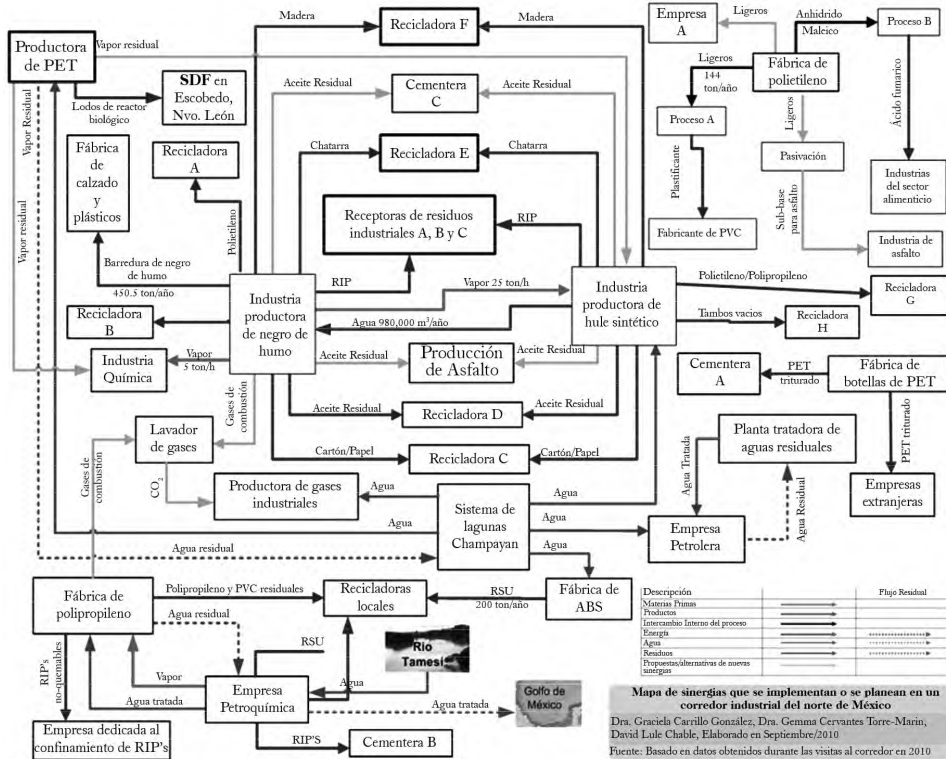 Madera
Recicladora F
Madera
Empresa
A
Ligeros
Anhidrido
Maleico
Proceso B
Productora
de PET
Vapor residual
Ligeros
144
ton/año
Fábrica de
polietileno
SDF en
Escobedo,
Nvo. León
Lodos de reactor
biológico
Aceite Residual
Cementera
C
Aceite Residual
Proceso A
Ligeros
Ácido fumarico
Vapor Residual
Vapor residual
Fábrica
de
calzado
y
plásticos
Recicladora
A
Chatarra
Recicladora E
Chatarra
Plastificante
Pasivación
Industrias
del sector
alimenticio
Polietileno
Receptoras de residuos
industriales A, B y C
RIP
RIP
Fabricante de PVC
Sub-base
para asfalto
Industria de
asfalto
Barredura de negro
de humo
450.5 ton/año
Industria
productora
de negro de
humo
Vapor 25 ton/h
Agua 980,000 m³/año
Industria
productora de
hule sintético
Polietileno/Polipropileno
Recicladora
G
Recicladora
B
Tambos vacios
Recicladora
H
Industria
Química
Vapor
5 ton/h
Aceite Residual
Producción
de Asfalto
Aceite Residual
Cementera
A
PET
triturado
Fábrica de
botellas de PET
Gases de
combustión
Aceite Residual
Recicladora D
Aceite Residual
Lavador
de gases
Planta tratadora de
aguas residuales
PET triturado
Cartón/Papel
Recicladora C
Cartón/Papel
Gases de
combustión
CO₂
Productora de gases
industriales
Agua
Sistema de
lagunas
Champayan
Agua
Agua Tratada
Agua Residual
Empresas
extranjeras
Agua
Agua
Empresa
Petrolera
Agua residual
Agua
Fábrica de
polipropileno
Polipropileno y PVC residuales
Recicladoras
locales
RSU
200 ton/año
Fábrica de
ABS
Agua residual
RIP's
no-quemables
RSU
Rio
Tamesí
Vapor
Agua tratada
Empresa
Petroquímica
Agua
Agua tratada
Golfo de
México
Empresa dedicada al
confinamiento de RIP's
RIP'S
Cementera B
Descripción
Flujo Residual
Materias Primas
Productos
Intercambio Interno del proceso
Energía
Agua
Residuos
Propuestas/alternativas de nuevas
sinergias
Mapa de sinergias que se implementan o se planean en un
corredor industrial del norte de México
Dra. Graciela Carrillo González, Dra. Gemma Cervantes Torre-Marin,
David Lule Chable, Elaborado en Septiembre/2010
Fuente: Basado en datos obtenidos durante las visitas al corredor en 2010